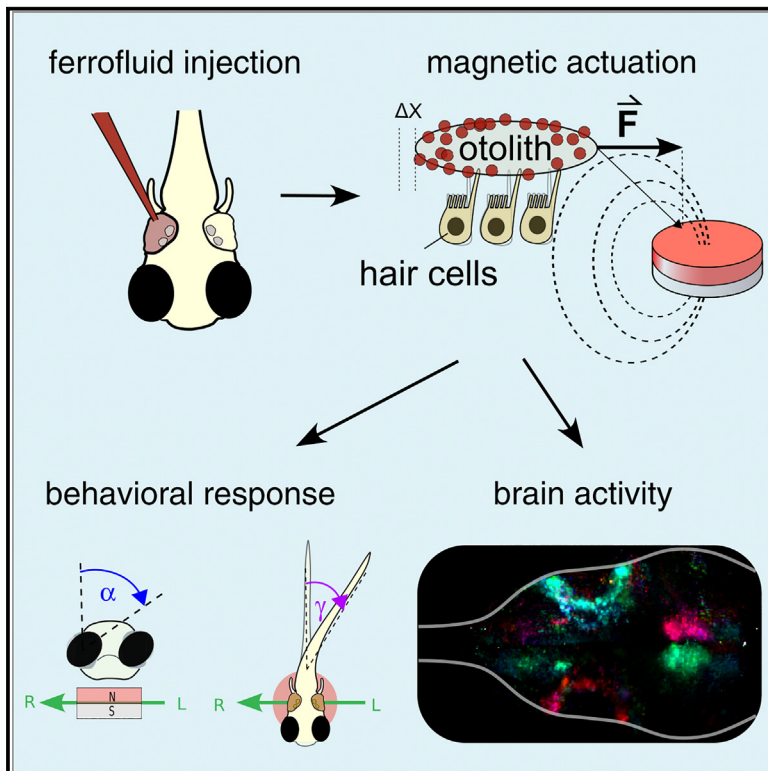 ferrofluid injection
magnetic actuation
ΔX
F
otolith
hair cells
behavioral response
brain activity
α
γ
N
S
R
L
R
L